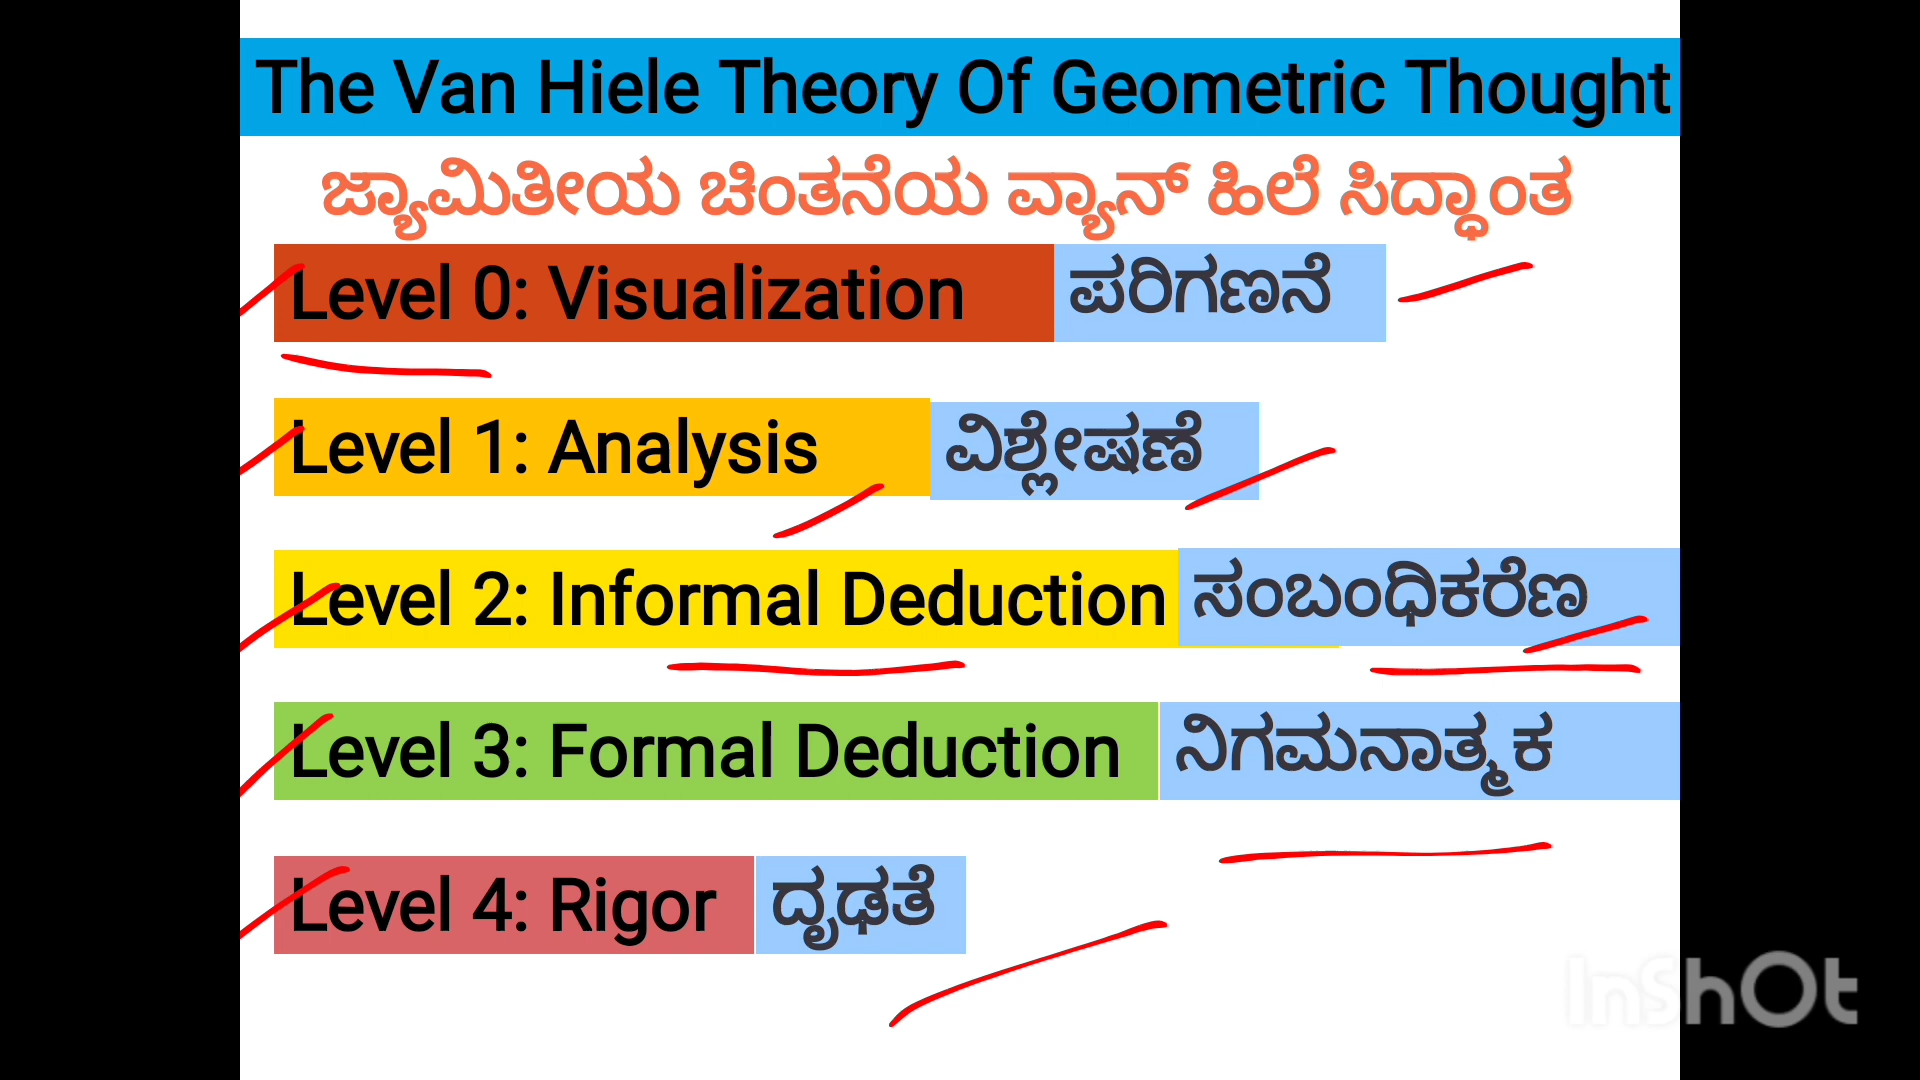 The Van Hiele Theory Of Geometric Thought
ಜ್ಯಾಮಿತೀಯ ಚಿಂತನೆಯ ವ್ಯಾನ್ ಹಿಲೆ ಸಿದ್ಧಾಂತ
Level 0: Visualization ಪರಿಗಣನೆ
Level 1: Analysis ವಿಶ್ಲೇಷಣೆ
Level 2: Informal Deduction ಸಂಬಂಧಿಕರೆಣ
Level 3: Formal Deduction ನಿಗಮನಾತ್ಮಕ
Level 4: Rigor ದೃಢತೆ
InShOt